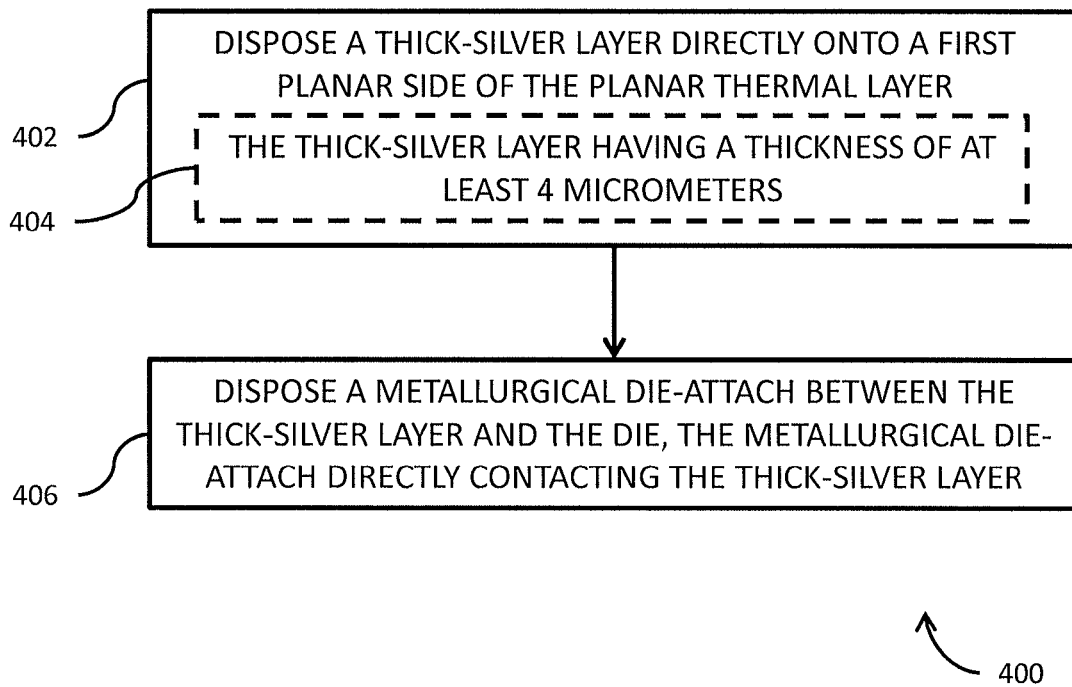 DISPOSE A THICK-SILVER LAYER DIRECTLY ONTO A FIRST
PLANAR SIDE OF THE PLANAR THERMAL LAYER
402
THE THICK-SILVER LAYER HAVING A THICKNESS OF AT
LEAST 4 MICROMETERS
404
DISPOSE A METALLURGICAL DIE-ATTACH BETWEEN THE
THICK-SILVER LAYER AND THE DIE, THE METALLURGICAL DIE-
ATTACH DIRECTLY CONTACTING THE THICK-SILVER LAYER
406
400